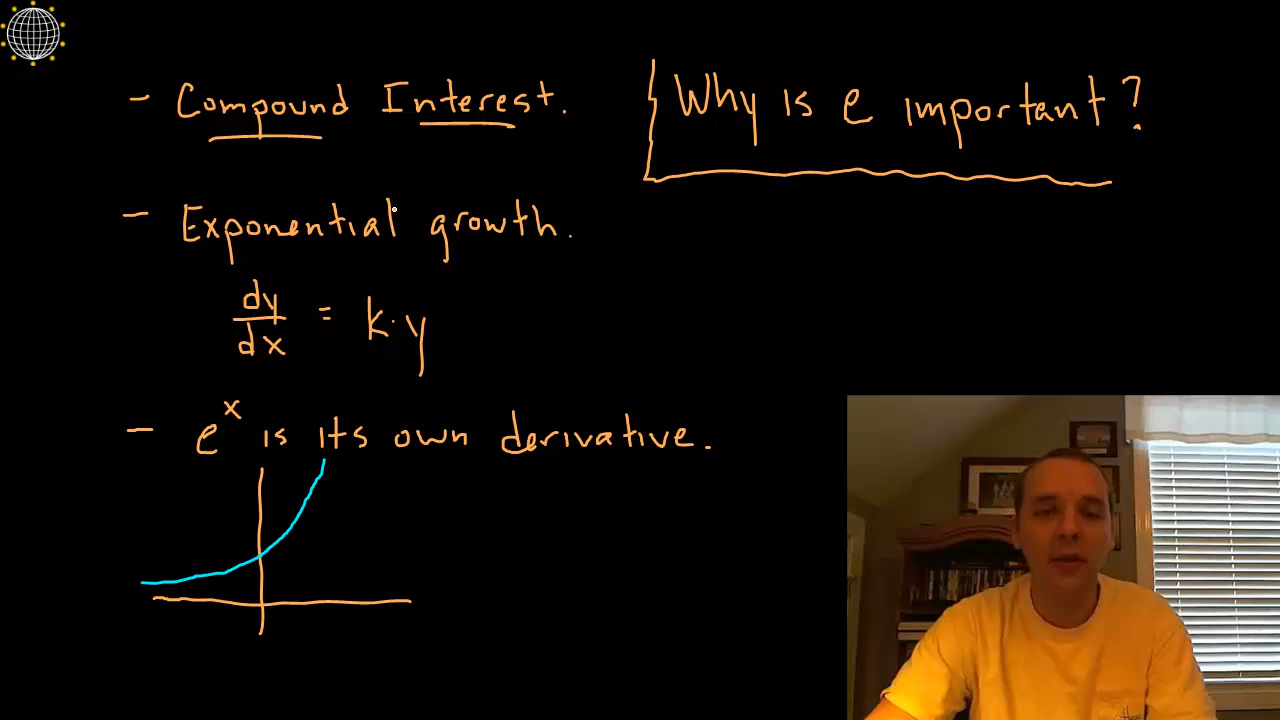 - Compound Interest.
Why is e important?
- Exponential growth.
dy/dx = k·y
- e^x is its own derivative.